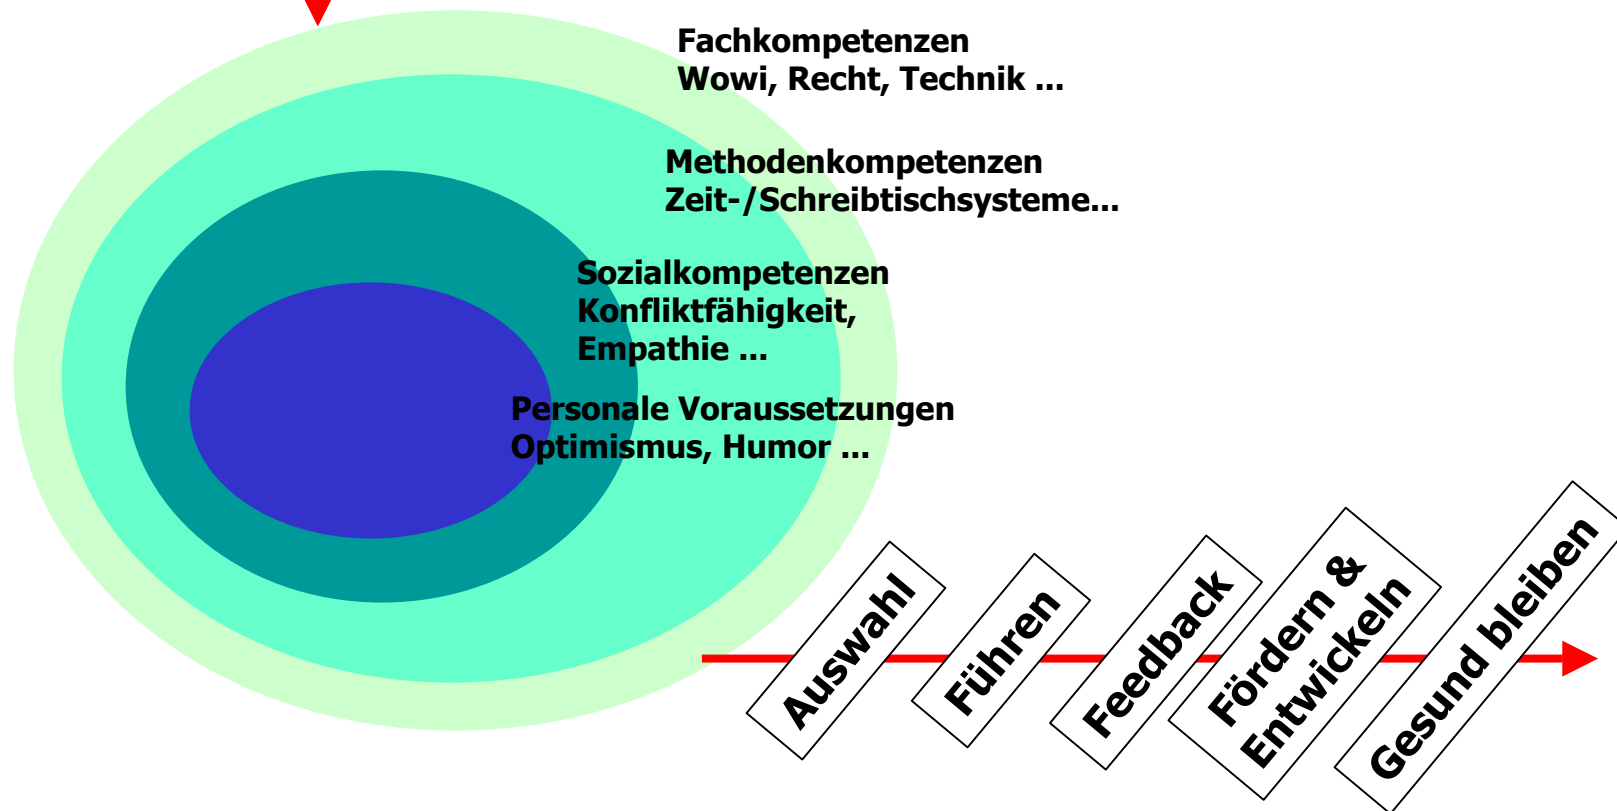 Fachkompetenzen
Wowi, Recht, Technik ...
Methodenkompetenzen
Zeit-/Schreibtischsysteme...
Sozialkompetenzen
Konfliktfähigkeit,
Empathie ...
Personale Voraussetzungen
Optimismus, Humor ...
Auswahl
Führen
Feedback
Fördern &
Entwickeln
Gesund bleiben